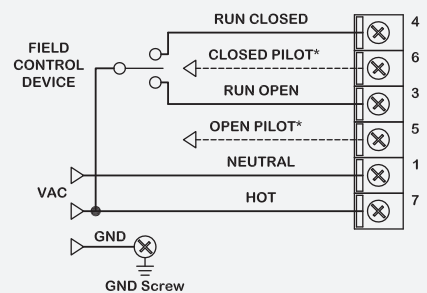 RUN CLOSED
4
FIELD
CONTROL
DEVICE
CLOSED PILOT*
6
RUN OPEN
3
OPEN PILOT*
5
NEUTRAL
1
VAC
HOT
7
GND
GND Screw